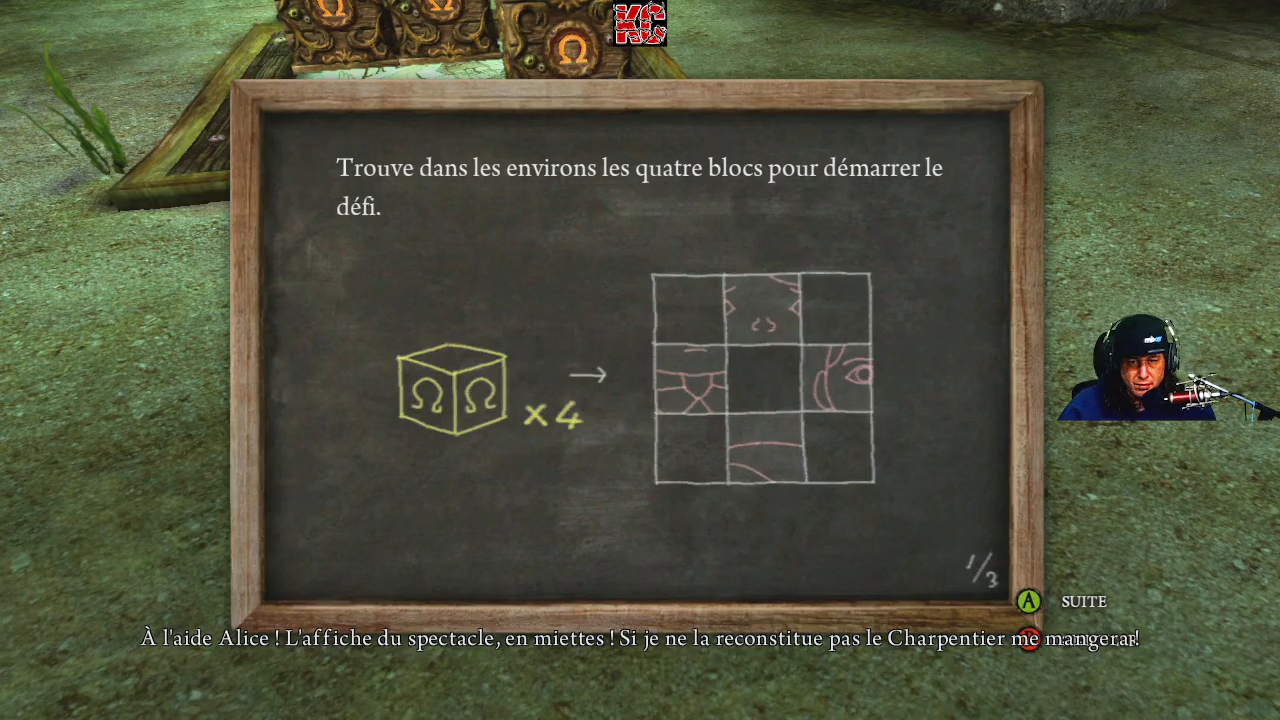 Ω Ω
KC
Ω
Trouve dans les environs les quatre blocs pour démarrer le
défi.
Ω Ω x4 →
1/3
A SUITE
À l'aide Alice ! L'affiche du spectacle, en miettes ! Si je ne la reconstitue pas le Charpentier me mangera!